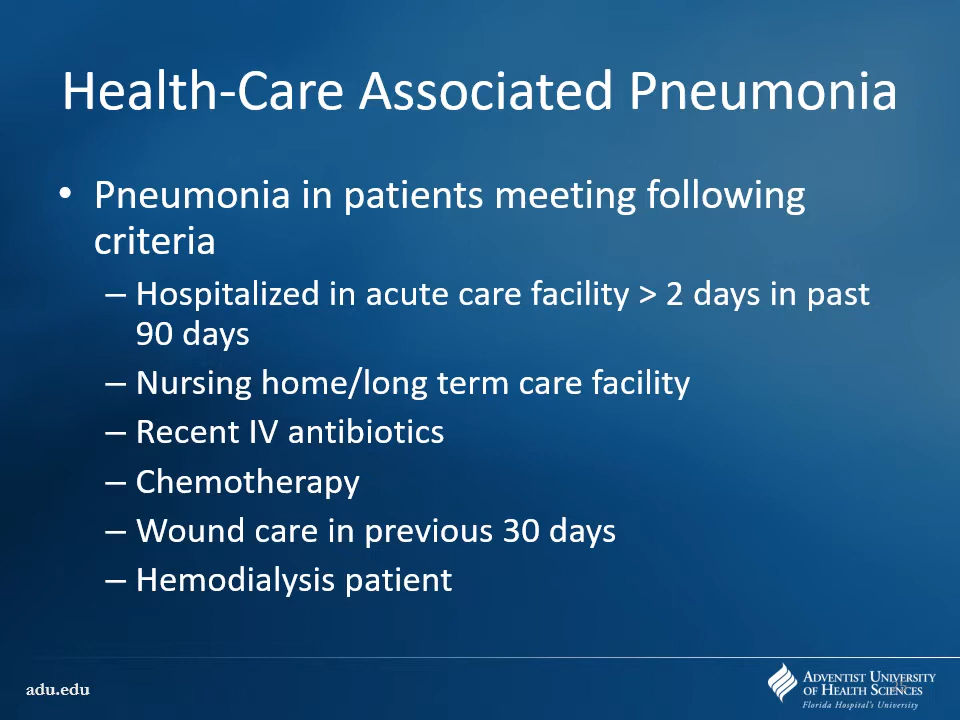 Health-Care Associated Pneumonia
• Pneumonia in patients meeting following
criteria
– Hospitalized in acute care facility > 2 days in past
90 days
– Nursing home/long term care facility
– Recent IV antibiotics
– Chemotherapy
– Wound care in previous 30 days
– Hemodialysis patient
adu.edu
ADVENTIST UNIVERSITY
OF HEALTH SCIENCES
Florida Hospital's University